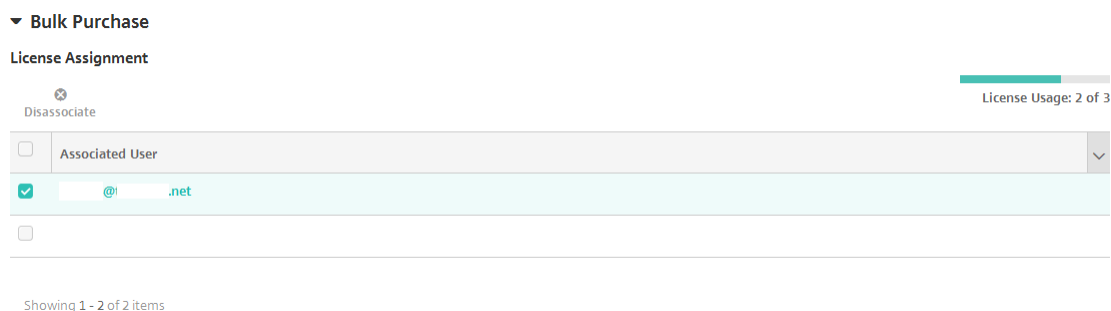 Bulk Purchase
License Assignment
Disassociate
License Usage: 2 of 3
Associated User
@ .net
Showing 1 - 2 of 2 items